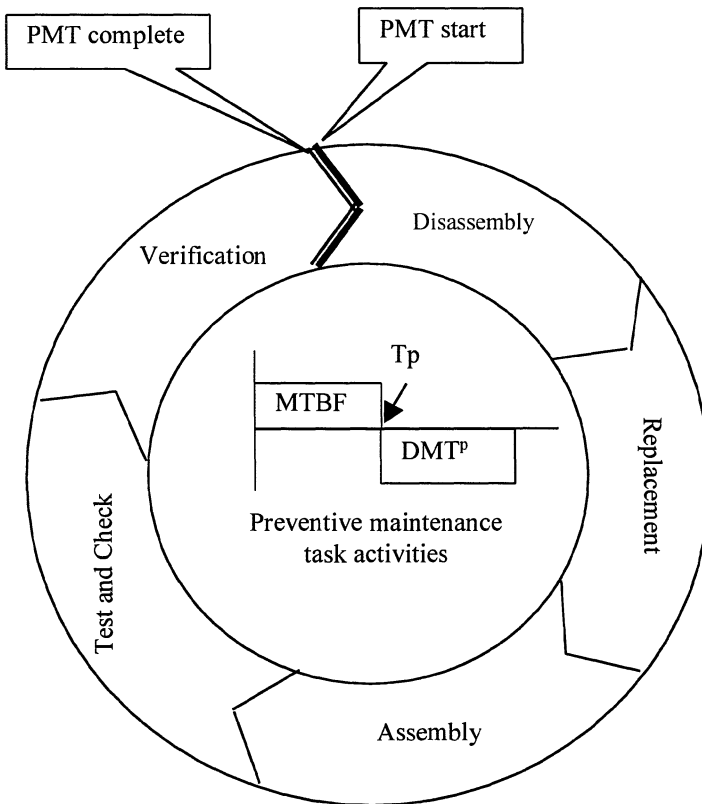 PMT complete
PMT start
Disassembly
Verification
Tp
MTBF
DMTᵖ
Replacement
Preventive maintenance
task activities
Test and Check
Assembly